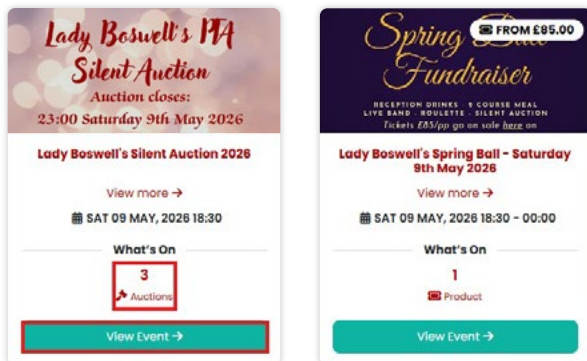 Lady Boswell's PTA
Silent Auction
Auction closes:
23:00 Saturday 9th May 2026
Lady Boswell's Silent Auction 2026
View more →
SAT 09 MAY, 2026 18:30
What's On
3
Auctions
View Event →
FROM £85.00
Spring Ball
Fundraiser
RECEPTION DRINKS - 2 COURSE MEAL
LIVE BAND - ROULETTE - SILENT AUCTION
Tickets £85/pp go on sale here on
Lady Boswell's Spring Ball - Saturday
9th May 2026
View more →
SAT 09 MAY, 2026 18:30 - 00:00
What's On
1
Product
View Event →